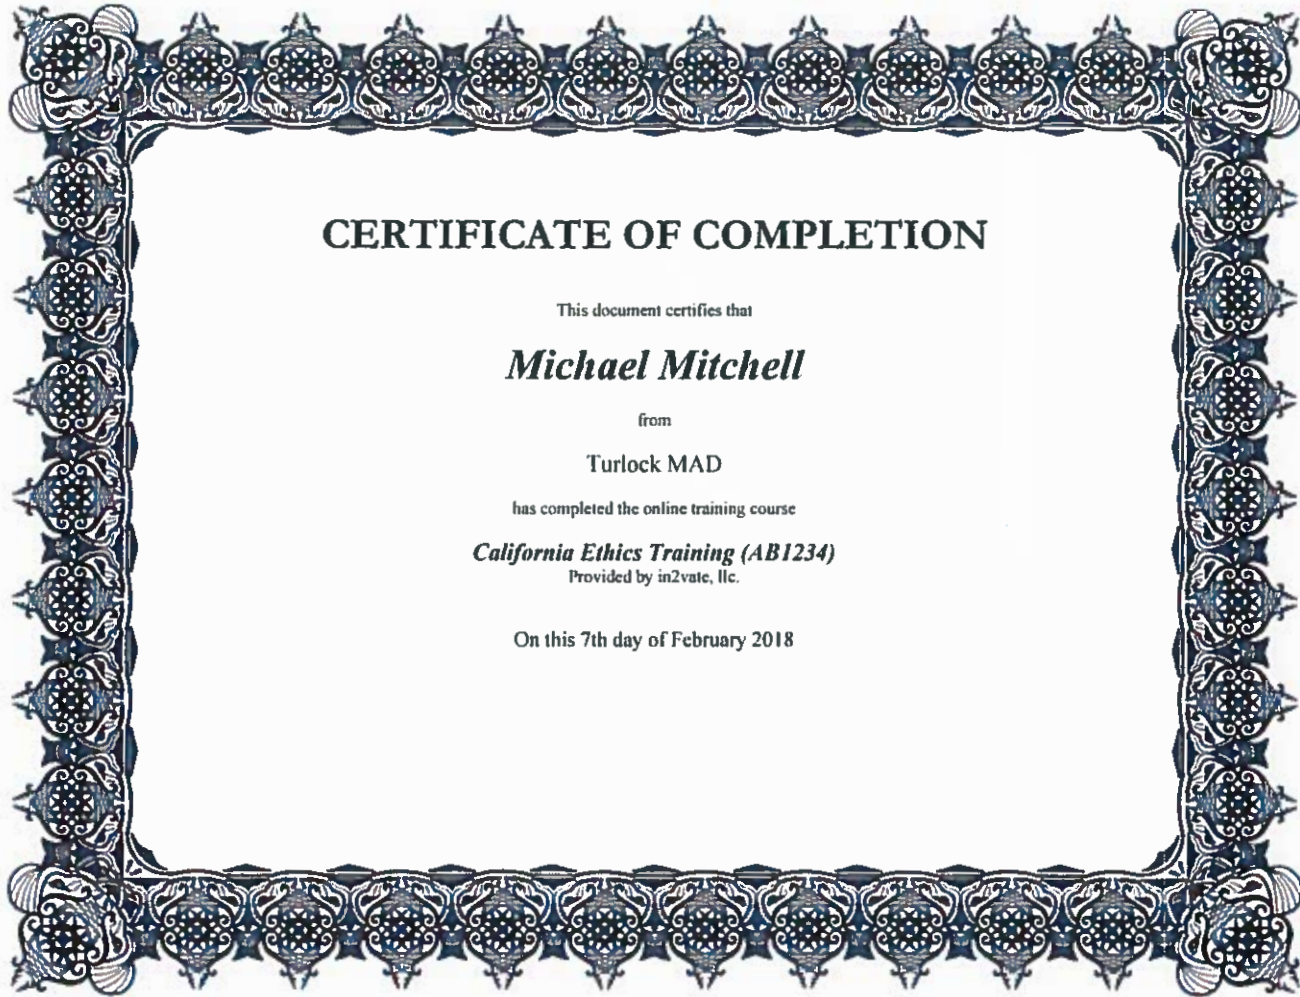 CERTIFICATE OF COMPLETION
This document certifies that
Michael Mitchell
from
Turlock MAD
has completed the online training course
California Ethics Training (AB1234)
Provided by in2vate, llc.
On this 7th day of February 2018